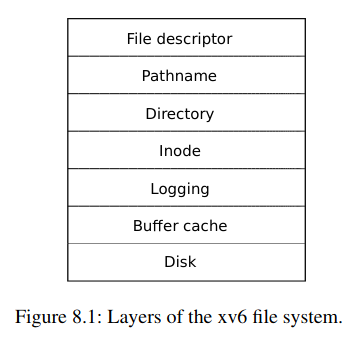 File descriptor
Pathname
Directory
Inode
Logging
Buffer cache
Disk
Figure 8.1: Layers of the xv6 file system.